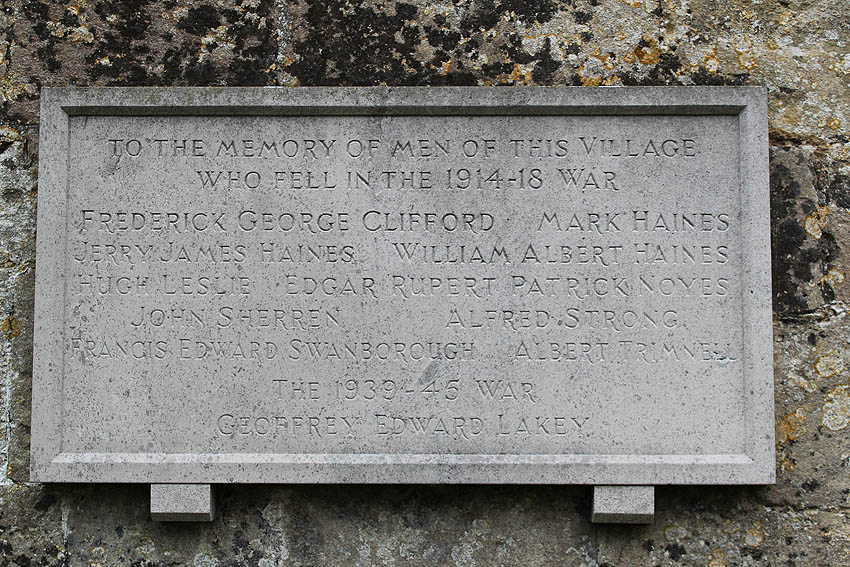 TO THE MEMORY OF MEN OF THIS VILLAGE
WHO FELL IN THE 1914-18 WAR
FREDERICK GEORGE CLIFFORD MARK HAINES
JERRY JAMES HAINES WILLIAM ALBERT HAINES
HUGH LESLIE EDGAR RUPERT PATRICK NOYES
JOHN SHERREN ALFRED STRONG
FRANCIS EDWARD SWANBOROUGH ALBERT TRIMNELL
THE 1939-45 WAR
GEOFFREY EDWARD LAKEY